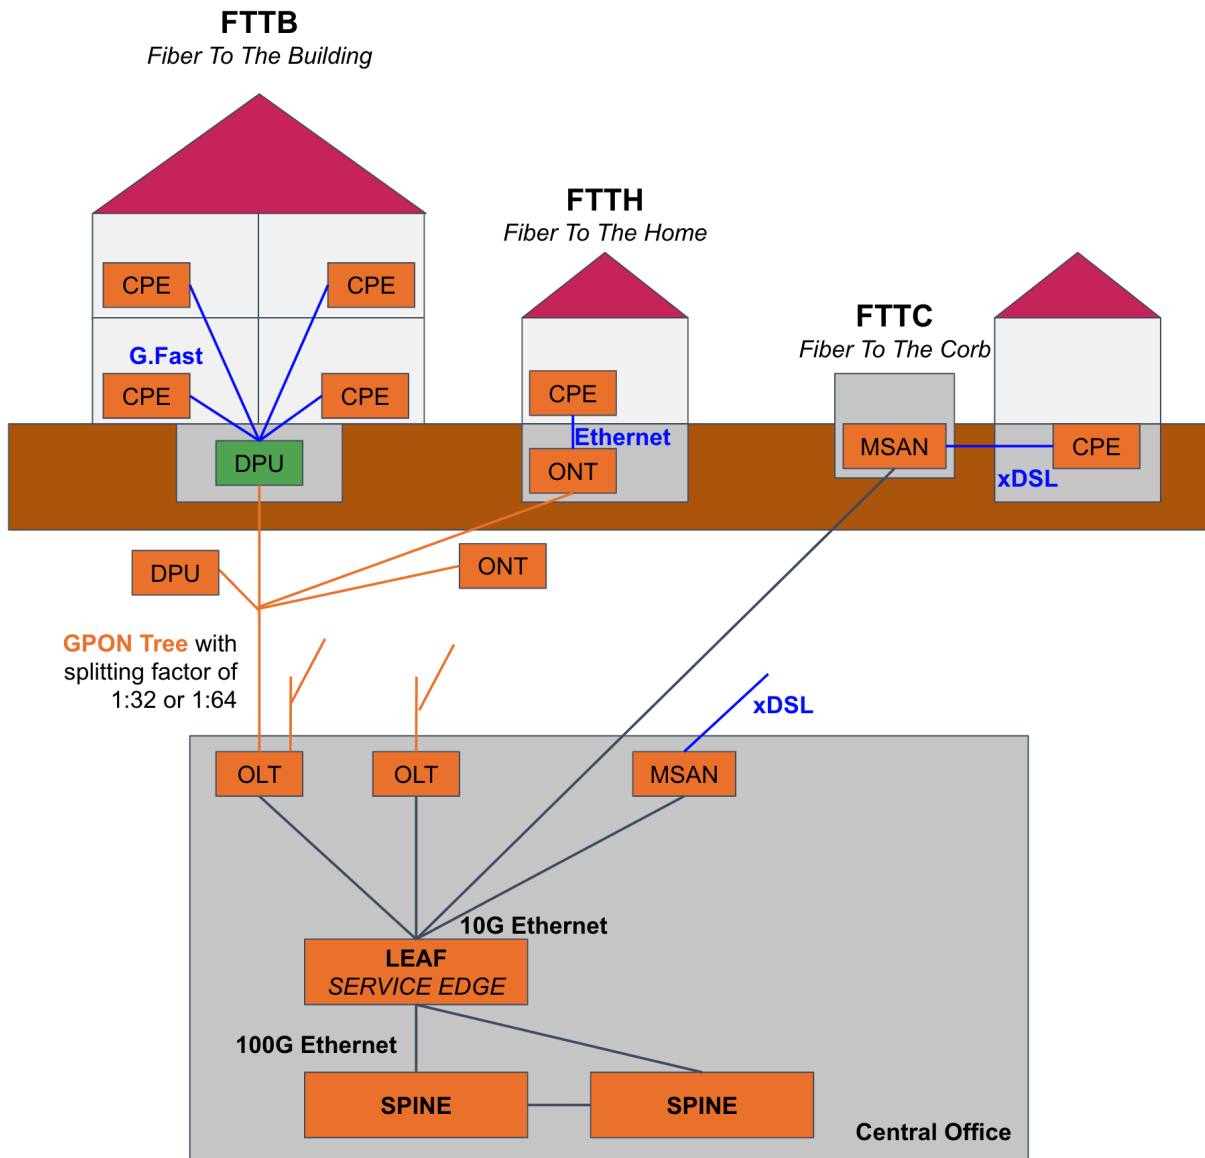 FTTB
Fiber To The Building
FTTH
Fiber To The Home
FTTC
Fiber To The Corb
CPE
CPE
G.Fast
CPE
CPE
CPE
Ethernet
DPU
ONT
MSAN
CPE
xDSL
DPU
ONT
GPON Tree with
splitting factor of
1:32 or 1:64
xDSL
OLT
OLT
MSAN
10G Ethernet
LEAF
SERVICE EDGE
100G Ethernet
SPINE
SPINE
Central Office